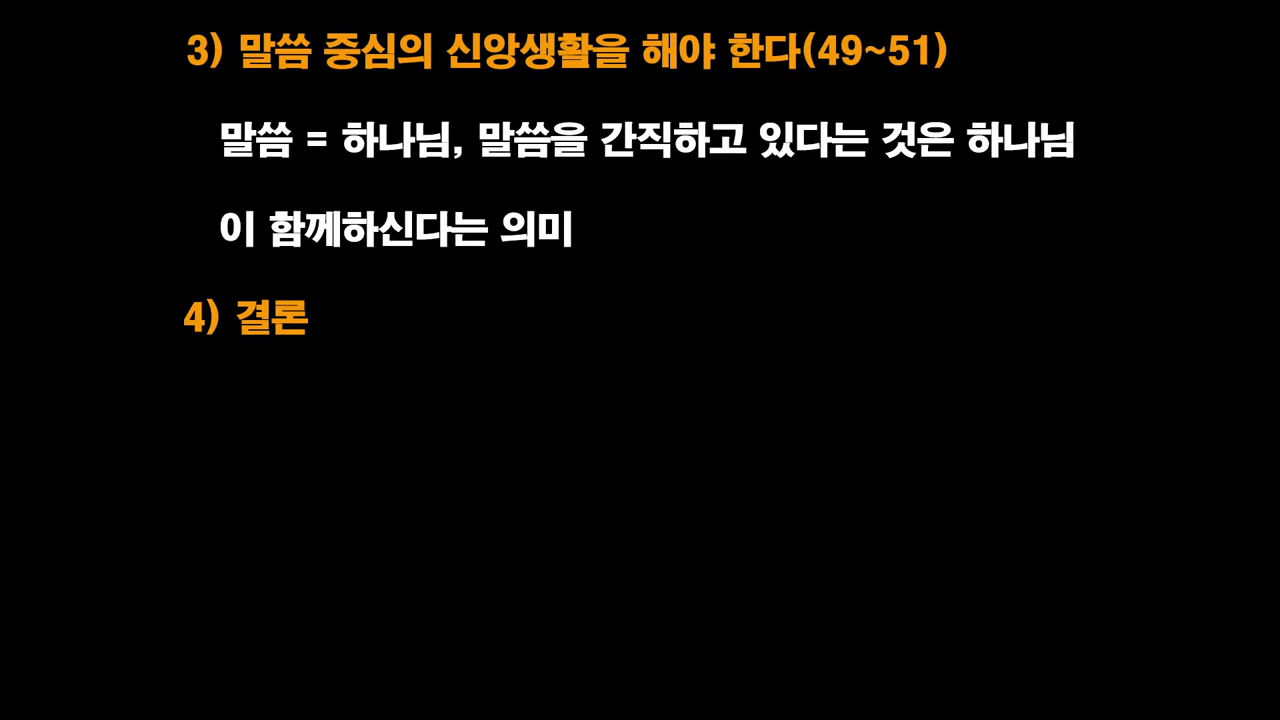 3) 말씀 중심의 신앙생활을 해야 한다(49~51)
말씀 = 하나님, 말씀을 간직하고 있다는 것은 하나님
이 함께하신다는 의미
4) 결론